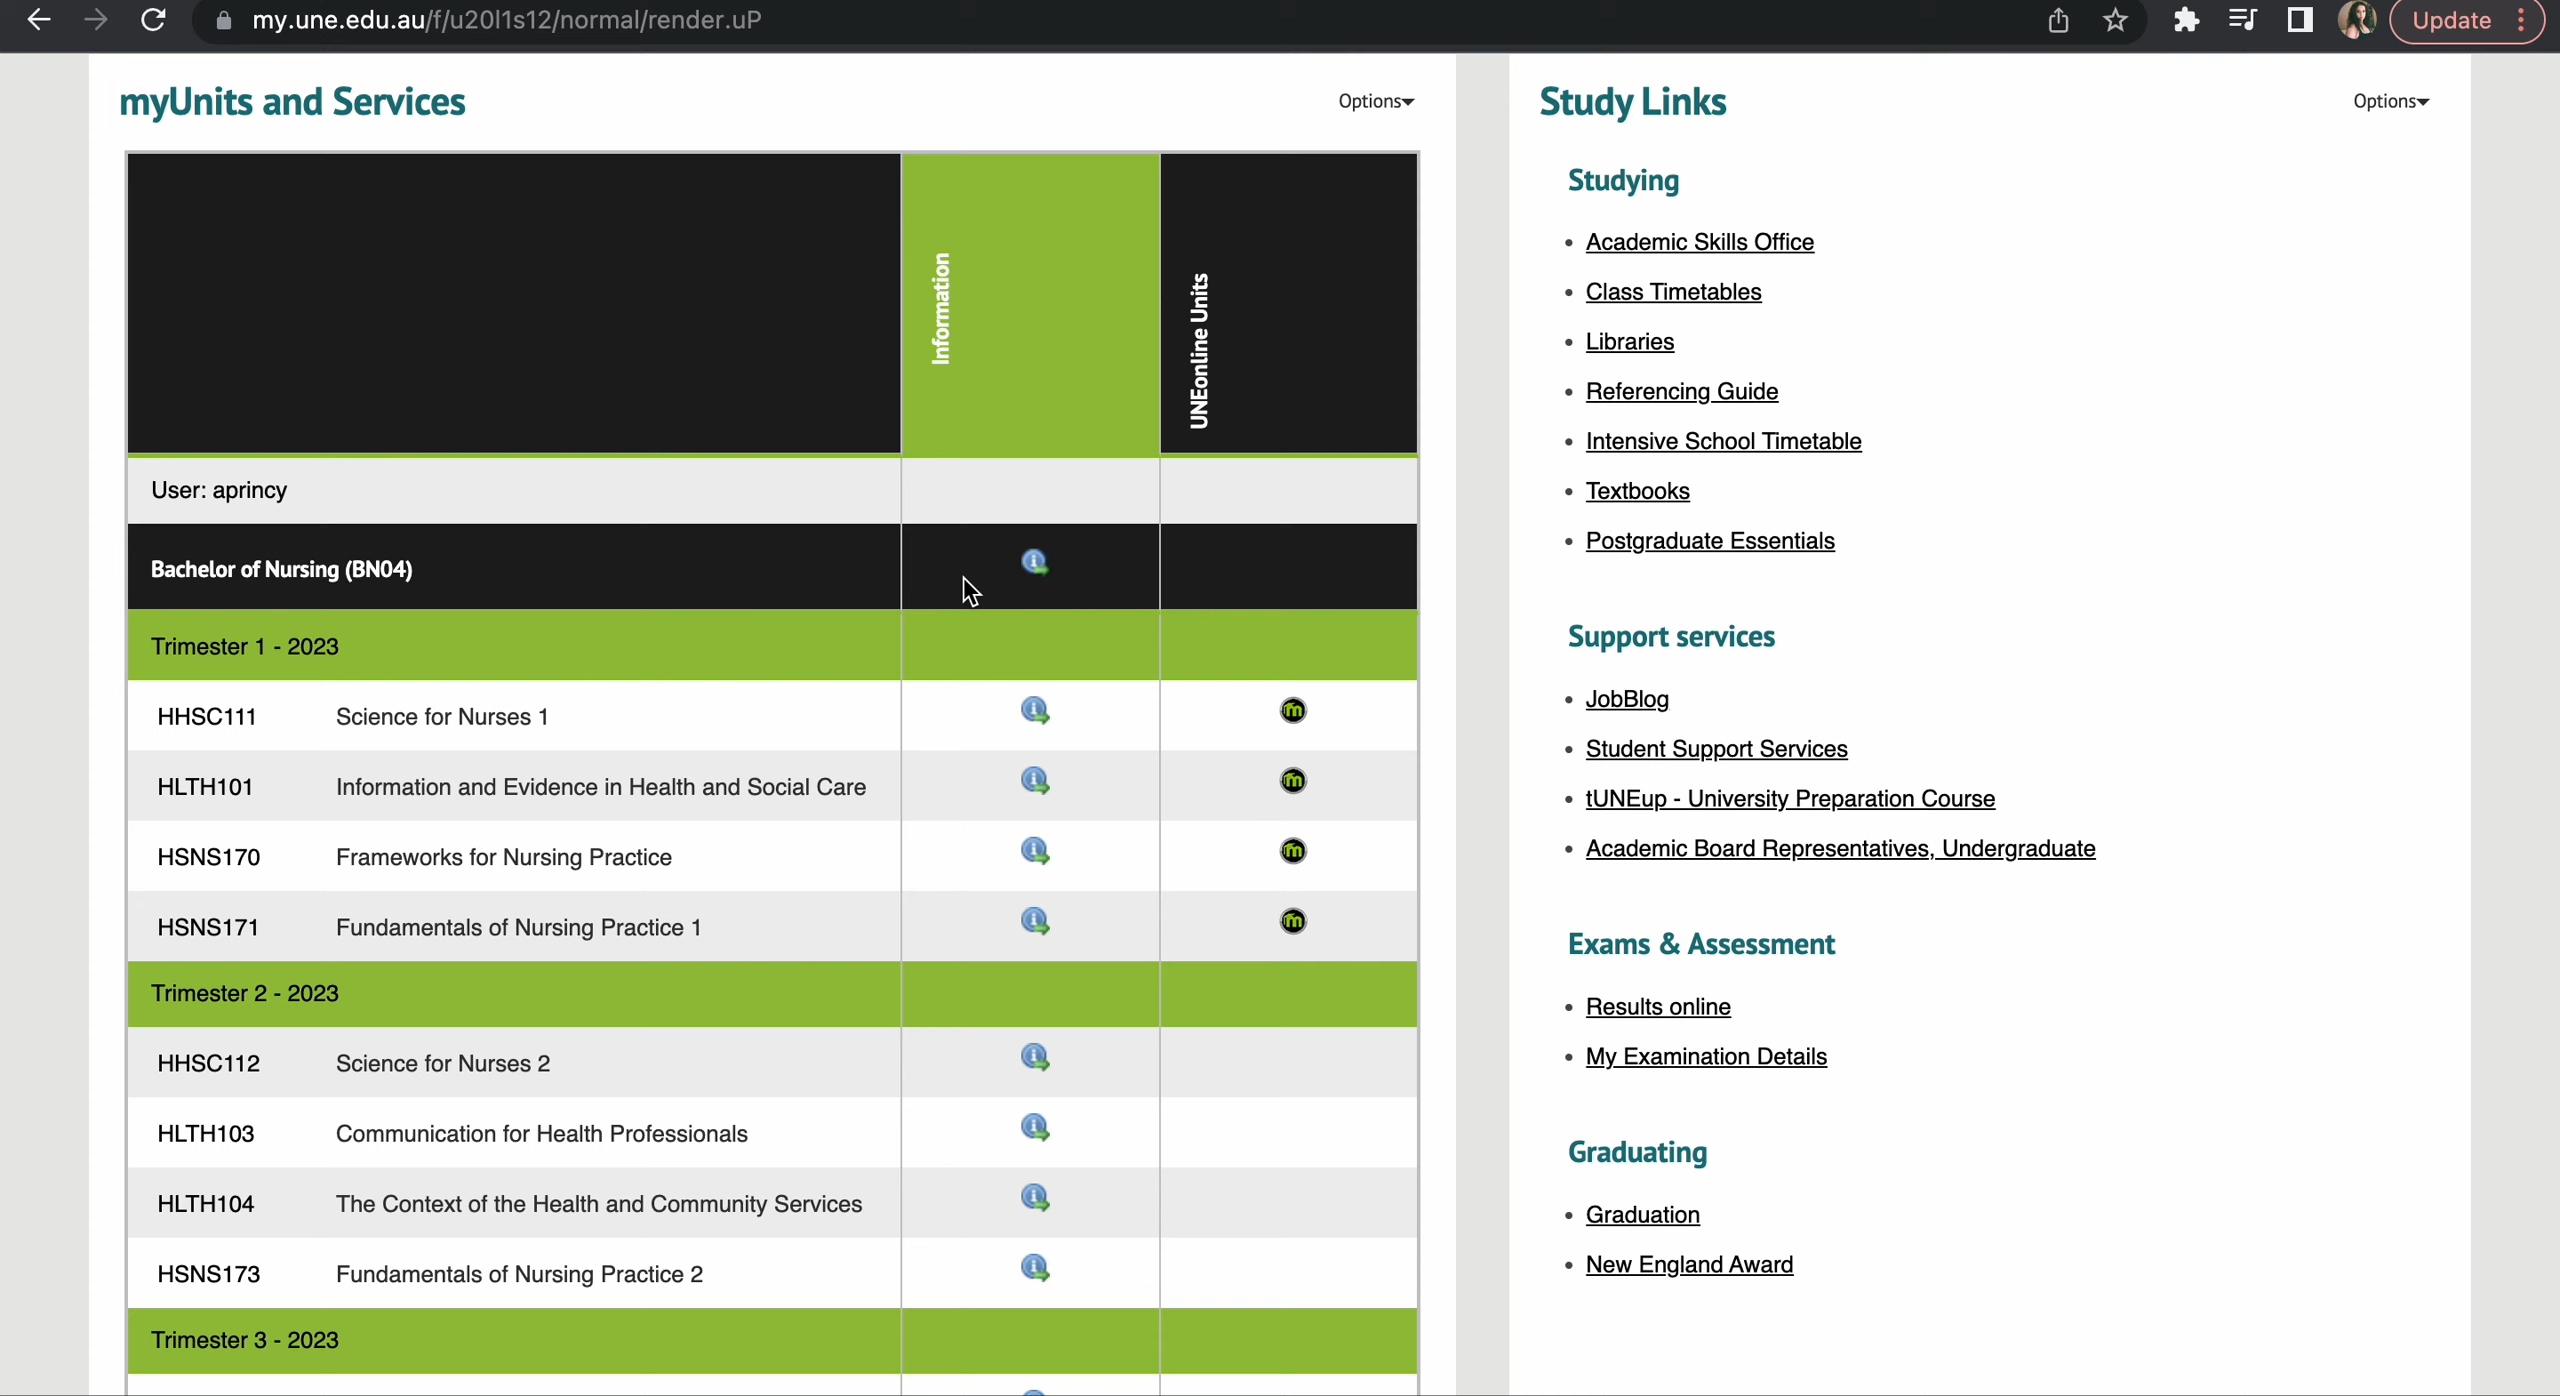 my.une.edu.au/f/u20l1s12/normal/render.uP
Update
myUnits and Services
Options
Information
UNEonline Units
User: aprincy
Bachelor of Nursing (BN04)
Trimester 1 - 2023
HHSC111 Science for Nurses 1
HLTH101 Information and Evidence in Health and Social Care
HSNS170 Frameworks for Nursing Practice
HSNS171 Fundamentals of Nursing Practice 1
Trimester 2 - 2023
HHSC112 Science for Nurses 2
HLTH103 Communication for Health Professionals
HLTH104 The Context of the Health and Community Services
HSNS173 Fundamentals of Nursing Practice 2
Trimester 3 - 2023
Study Links
Options
Studying
Academic Skills Office
Class Timetables
Libraries
Referencing Guide
Intensive School Timetable
Textbooks
Postgraduate Essentials
Support services
JobBlog
Student Support Services
tUNEup - University Preparation Course
Academic Board Representatives, Undergraduate
Exams & Assessment
Results online
My Examination Details
Graduating
Graduation
New England Award